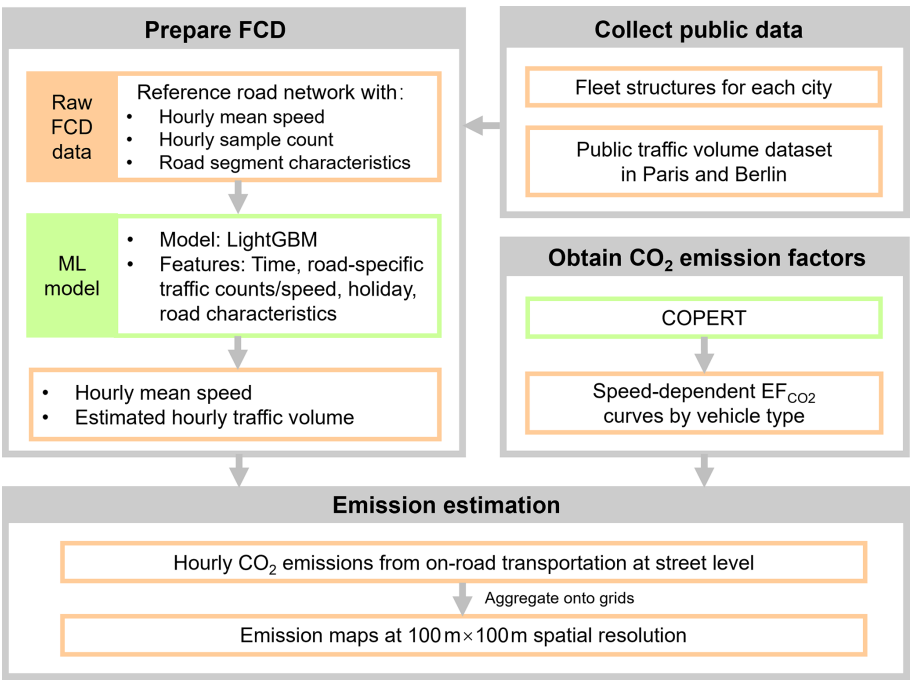 Prepare FCD
Raw
FCD
data
Reference road network with:
• Hourly mean speed
• Hourly sample count
• Road segment characteristics
ML
model
• Model: LightGBM
• Features: Time, road-specific
traffic counts/speed, holiday,
road characteristics
• Hourly mean speed
• Estimated hourly traffic volume
Collect public data
Fleet structures for each city
Public traffic volume dataset
in Paris and Berlin
Obtain CO₂ emission factors
COPERT
Speed-dependent EF_CO2
curves by vehicle type
Emission estimation
Hourly CO₂ emissions from on-road transportation at street level
Aggregate onto grids
Emission maps at 100m×100m spatial resolution